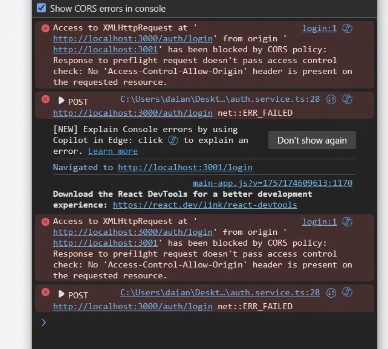 Show CORS errors in console
Access to XMLHttpRequest at ' login:1
http://localhost:3000/auth/login' from origin '
http://localhost:3001' has been blocked by CORS policy:
Response to preflight request doesn't pass access control
check: No 'Access-Control-Allow-Origin' header is present on
the requested resource.
POST C:\Users\daian\Deskt…\auth.service.ts:28
http://localhost:3000/auth/login net::ERR_FAILED
[NEW] Explain Console errors by using
Copilot in Edge: click to explain an
error. Learn more
Don't show again
Navigated to http://localhost:3001/login
main-app.js?v=1757174609613:1170
Download the React DevTools for a better development
experience: https://react.dev/link/react-devtools
Access to XMLHttpRequest at ' login:1
http://localhost:3000/auth/login' from origin '
http://localhost:3001' has been blocked by CORS policy:
Response to preflight request doesn't pass access control
check: No 'Access-Control-Allow-Origin' header is present on
the requested resource.
POST C:\Users\daian\Deskt…\auth.service.ts:28
http://localhost:3000/auth/login net::ERR_FAILED